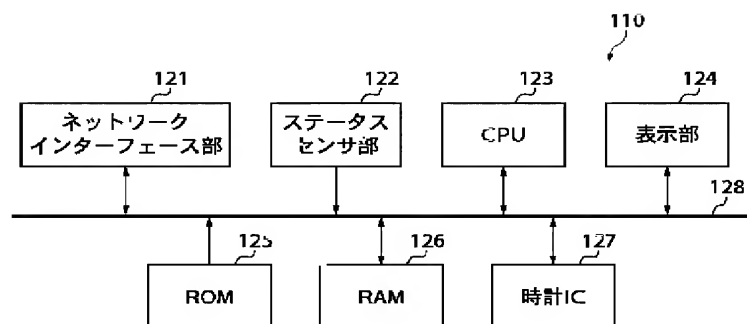 110
121
122
123
124
ネットワーク
インターフェース部
ステータス
センサ部
CPU
表示部
128
125
126
127
ROM
RAM
時計IC